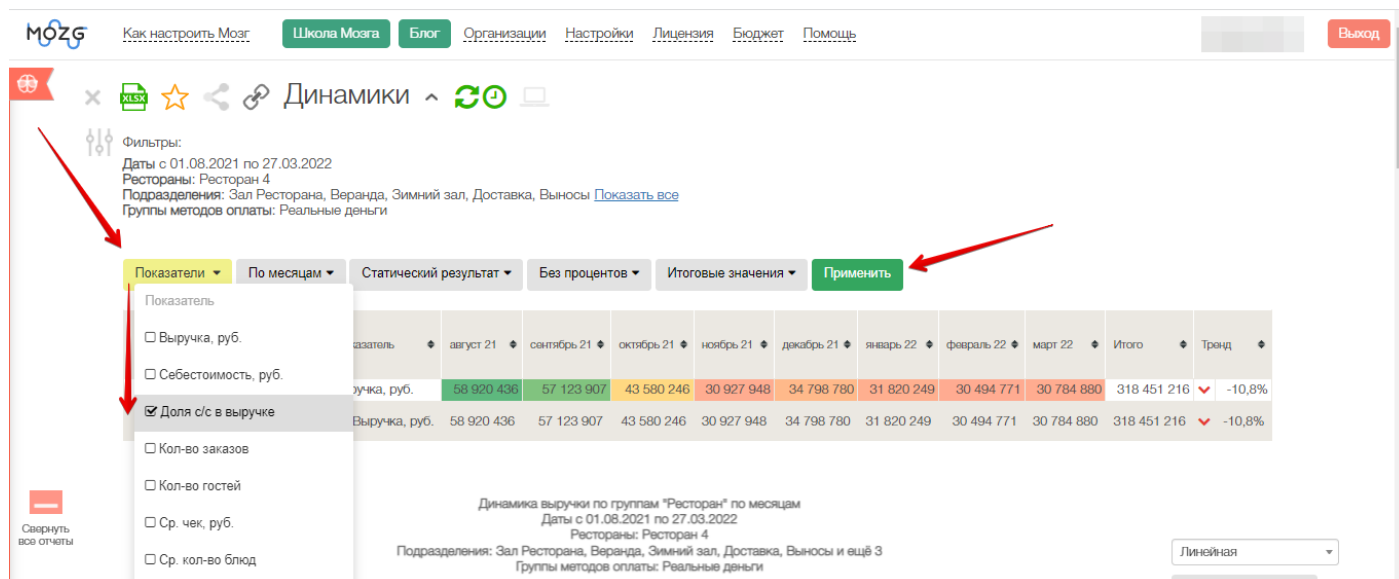 MOZG Как настроить Мозг Школа Мозга Блог Организации Настройки Лицензия Бюджет Помощь Выход
XLSX Динамики
Фильтры:
Даты с 01.08.2021 по 27.03.2022
Рестораны: Ресторан 4
Подразделения: Зал Ресторана, Веранда, Зимний зал, Доставка, Выносы Показать все
Группы методов оплаты: Реальные деньги
Показатели По месяцам Статический результат Без процентов Итоговые значения Применить
Показатель
Выручка, руб.
Себестоимость, руб.
Доля с/с в выручке
Кол-во заказов
Кол-во гостей
Ср. чек, руб.
Ср. кол-во блюд
казатель август 21 сентябрь 21 октябрь 21 ноябрь 21 декабрь 21 январь 22 февраль 22 март 22 Итого Тренд
ручка, руб. 58 920 436 57 123 907 43 580 246 30 927 948 34 798 780 31 820 249 30 494 771 30 784 880 318 451 216 -10,8%
Выручка, руб. 58 920 436 57 123 907 43 580 246 30 927 948 34 798 780 31 820 249 30 494 771 30 784 880 318 451 216 -10,8%
Свернуть
все отчеты
Динамика выручки по группам "Ресторан" по месяцам
Даты с 01.08.2021 по 27.03.2022
Рестораны: Ресторан 4
Подразделения: Зал Ресторана, Веранда, Зимний зал, Доставка, Выносы и ещё 3
Группы методов оплаты: Реальные деньги
Линейная